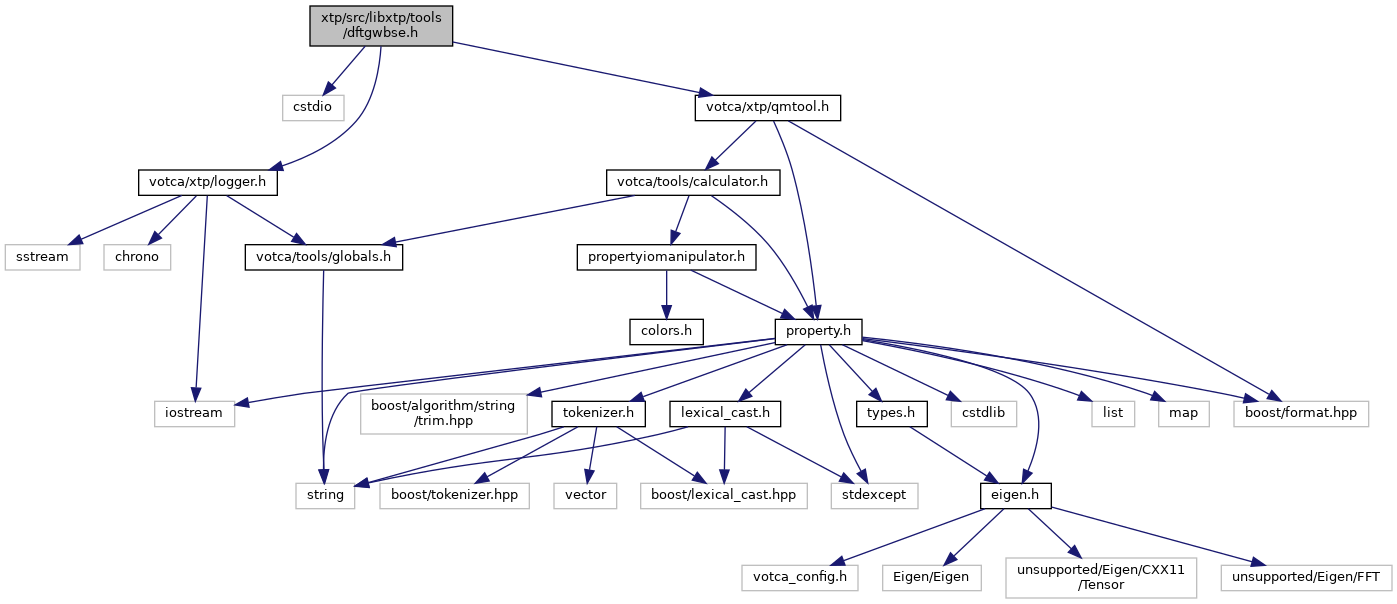 xtp/src/libxtp/tools
/dftgwbse.h
cstdio
votca/xtp/qmtool.h
votca/xtp/logger.h
votca/tools/calculator.h
sstream
chrono
votca/tools/globals.h
propertyiomanipulator.h
colors.h
property.h
iostream
boost/algorithm/string
/trim.hpp
tokenizer.h
lexical_cast.h
types.h
cstdlib
list
map
boost/format.hpp
string
boost/tokenizer.hpp
vector
boost/lexical_cast.hpp
stdexcept
eigen.h
votca_config.h
Eigen/Eigen
unsupported/Eigen/CXX11
/Tensor
unsupported/Eigen/FFT